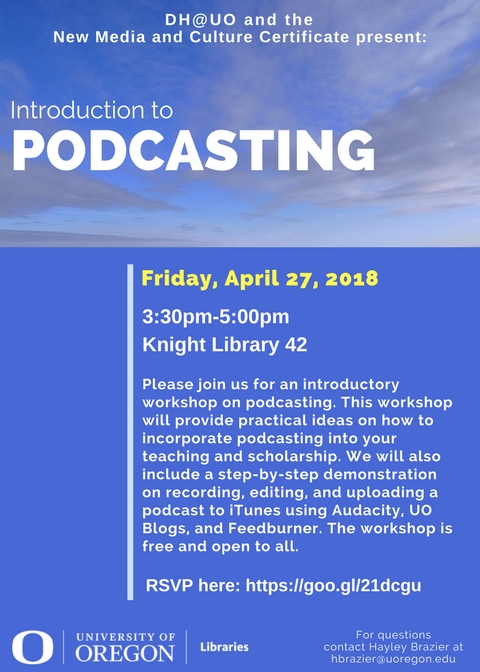 DH@UO and the
New Media and Culture Certificate present:
Introduction to
PODCASTING
Friday, April 27, 2018
3:30pm-5:00pm
Knight Library 42
Please join us for an introductory
workshop on podcasting. This workshop
will provide practical ideas on how to
incorporate podcasting into your
teaching and scholarship. We will also
include a step-by-step demonstration
on recording, editing, and uploading a
podcast to iTunes using Audacity, UO
Blogs, and Feedburner. The workshop is
free and open to all.
RSVP here: https://goo.gl/21dcgu
O
UNIVERSITY OF
OREGON
Libraries
For questions
contact Hayley Brazier at
hbrazier@uoregon.edu